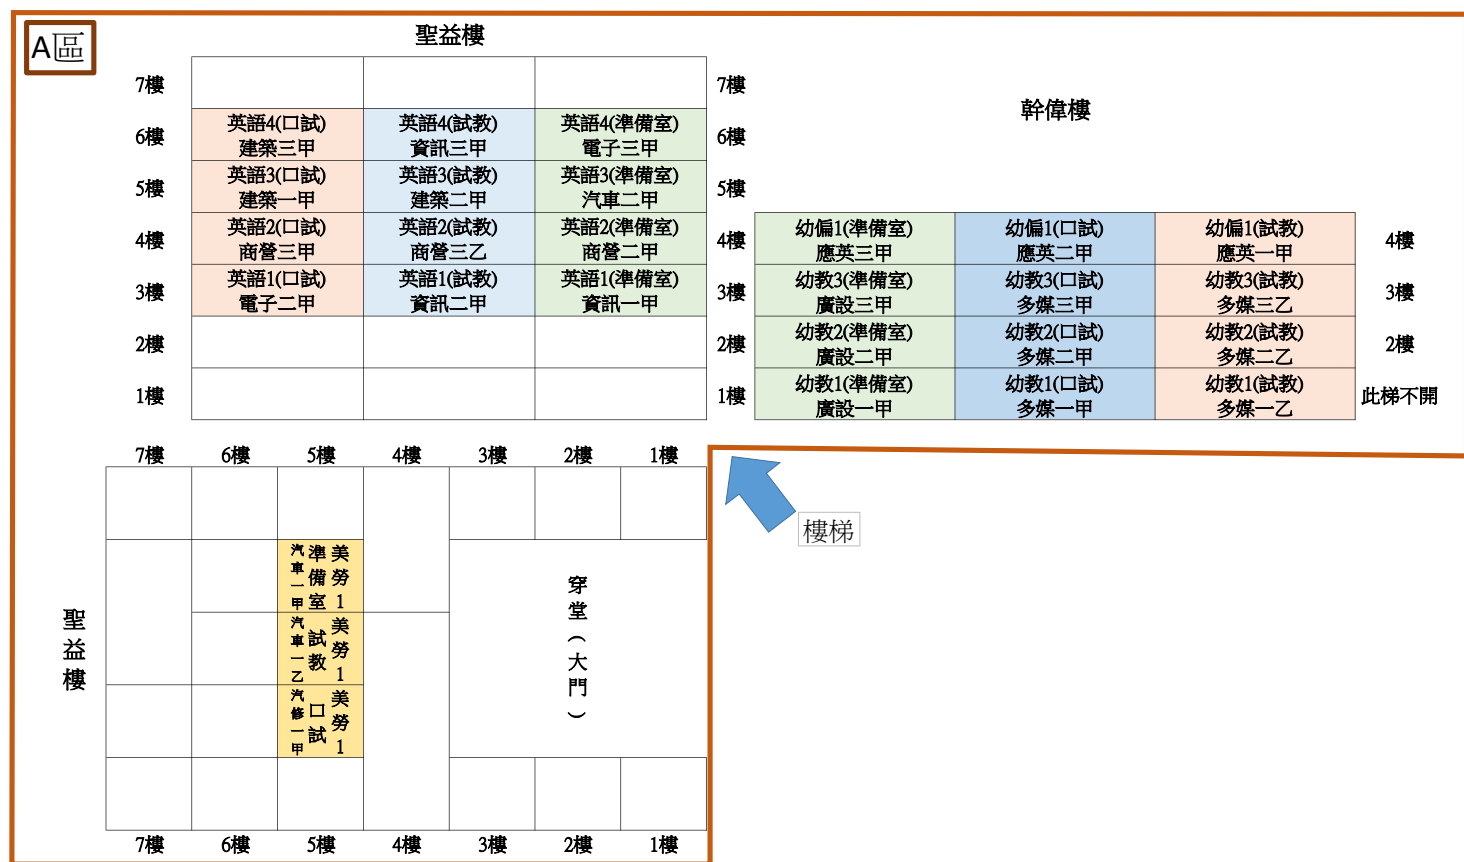 A區
聖益樓
幹偉樓
7樓
7樓
6樓
英語4(口試)
建築三甲
英語4(試教)
資訊三甲
英語4(準備室)
電子三甲
6樓
5樓
英語3(口試)
建築一甲
英語3(試教)
建築二甲
英語3(準備室)
汽車二甲
5樓
4樓
英語2(口試)
商營三甲
英語2(試教)
商營三乙
英語2(準備室)
商營二甲
4樓
幼偏1(準備室)
應英三甲
幼偏1(口試)
應英二甲
幼偏1(試教)
應英一甲
4樓
3樓
英語1(口試)
電子二甲
英語1(試教)
資訊二甲
英語1(準備室)
資訊一甲
3樓
幼教3(準備室)
廣設三甲
幼教3(口試)
多媒三甲
幼教3(試教)
多媒三乙
3樓
2樓
2樓
幼教2(準備室)
廣設二甲
幼教2(口試)
多媒二甲
幼教2(試教)
多媒二乙
2樓
1樓
1樓
幼教1(準備室)
廣設一甲
幼教1(口試)
多媒一甲
幼教1(試教)
多媒一乙
此梯不開
7樓
6樓
5樓
4樓
3樓
2樓
1樓
樓梯
聖益樓
美勞1
準備室
汽車一甲
美勞1
試教
汽車一乙
美勞1
口試
汽修一甲
穿堂(大門)
7樓
6樓
5樓
4樓
3樓
2樓
1樓